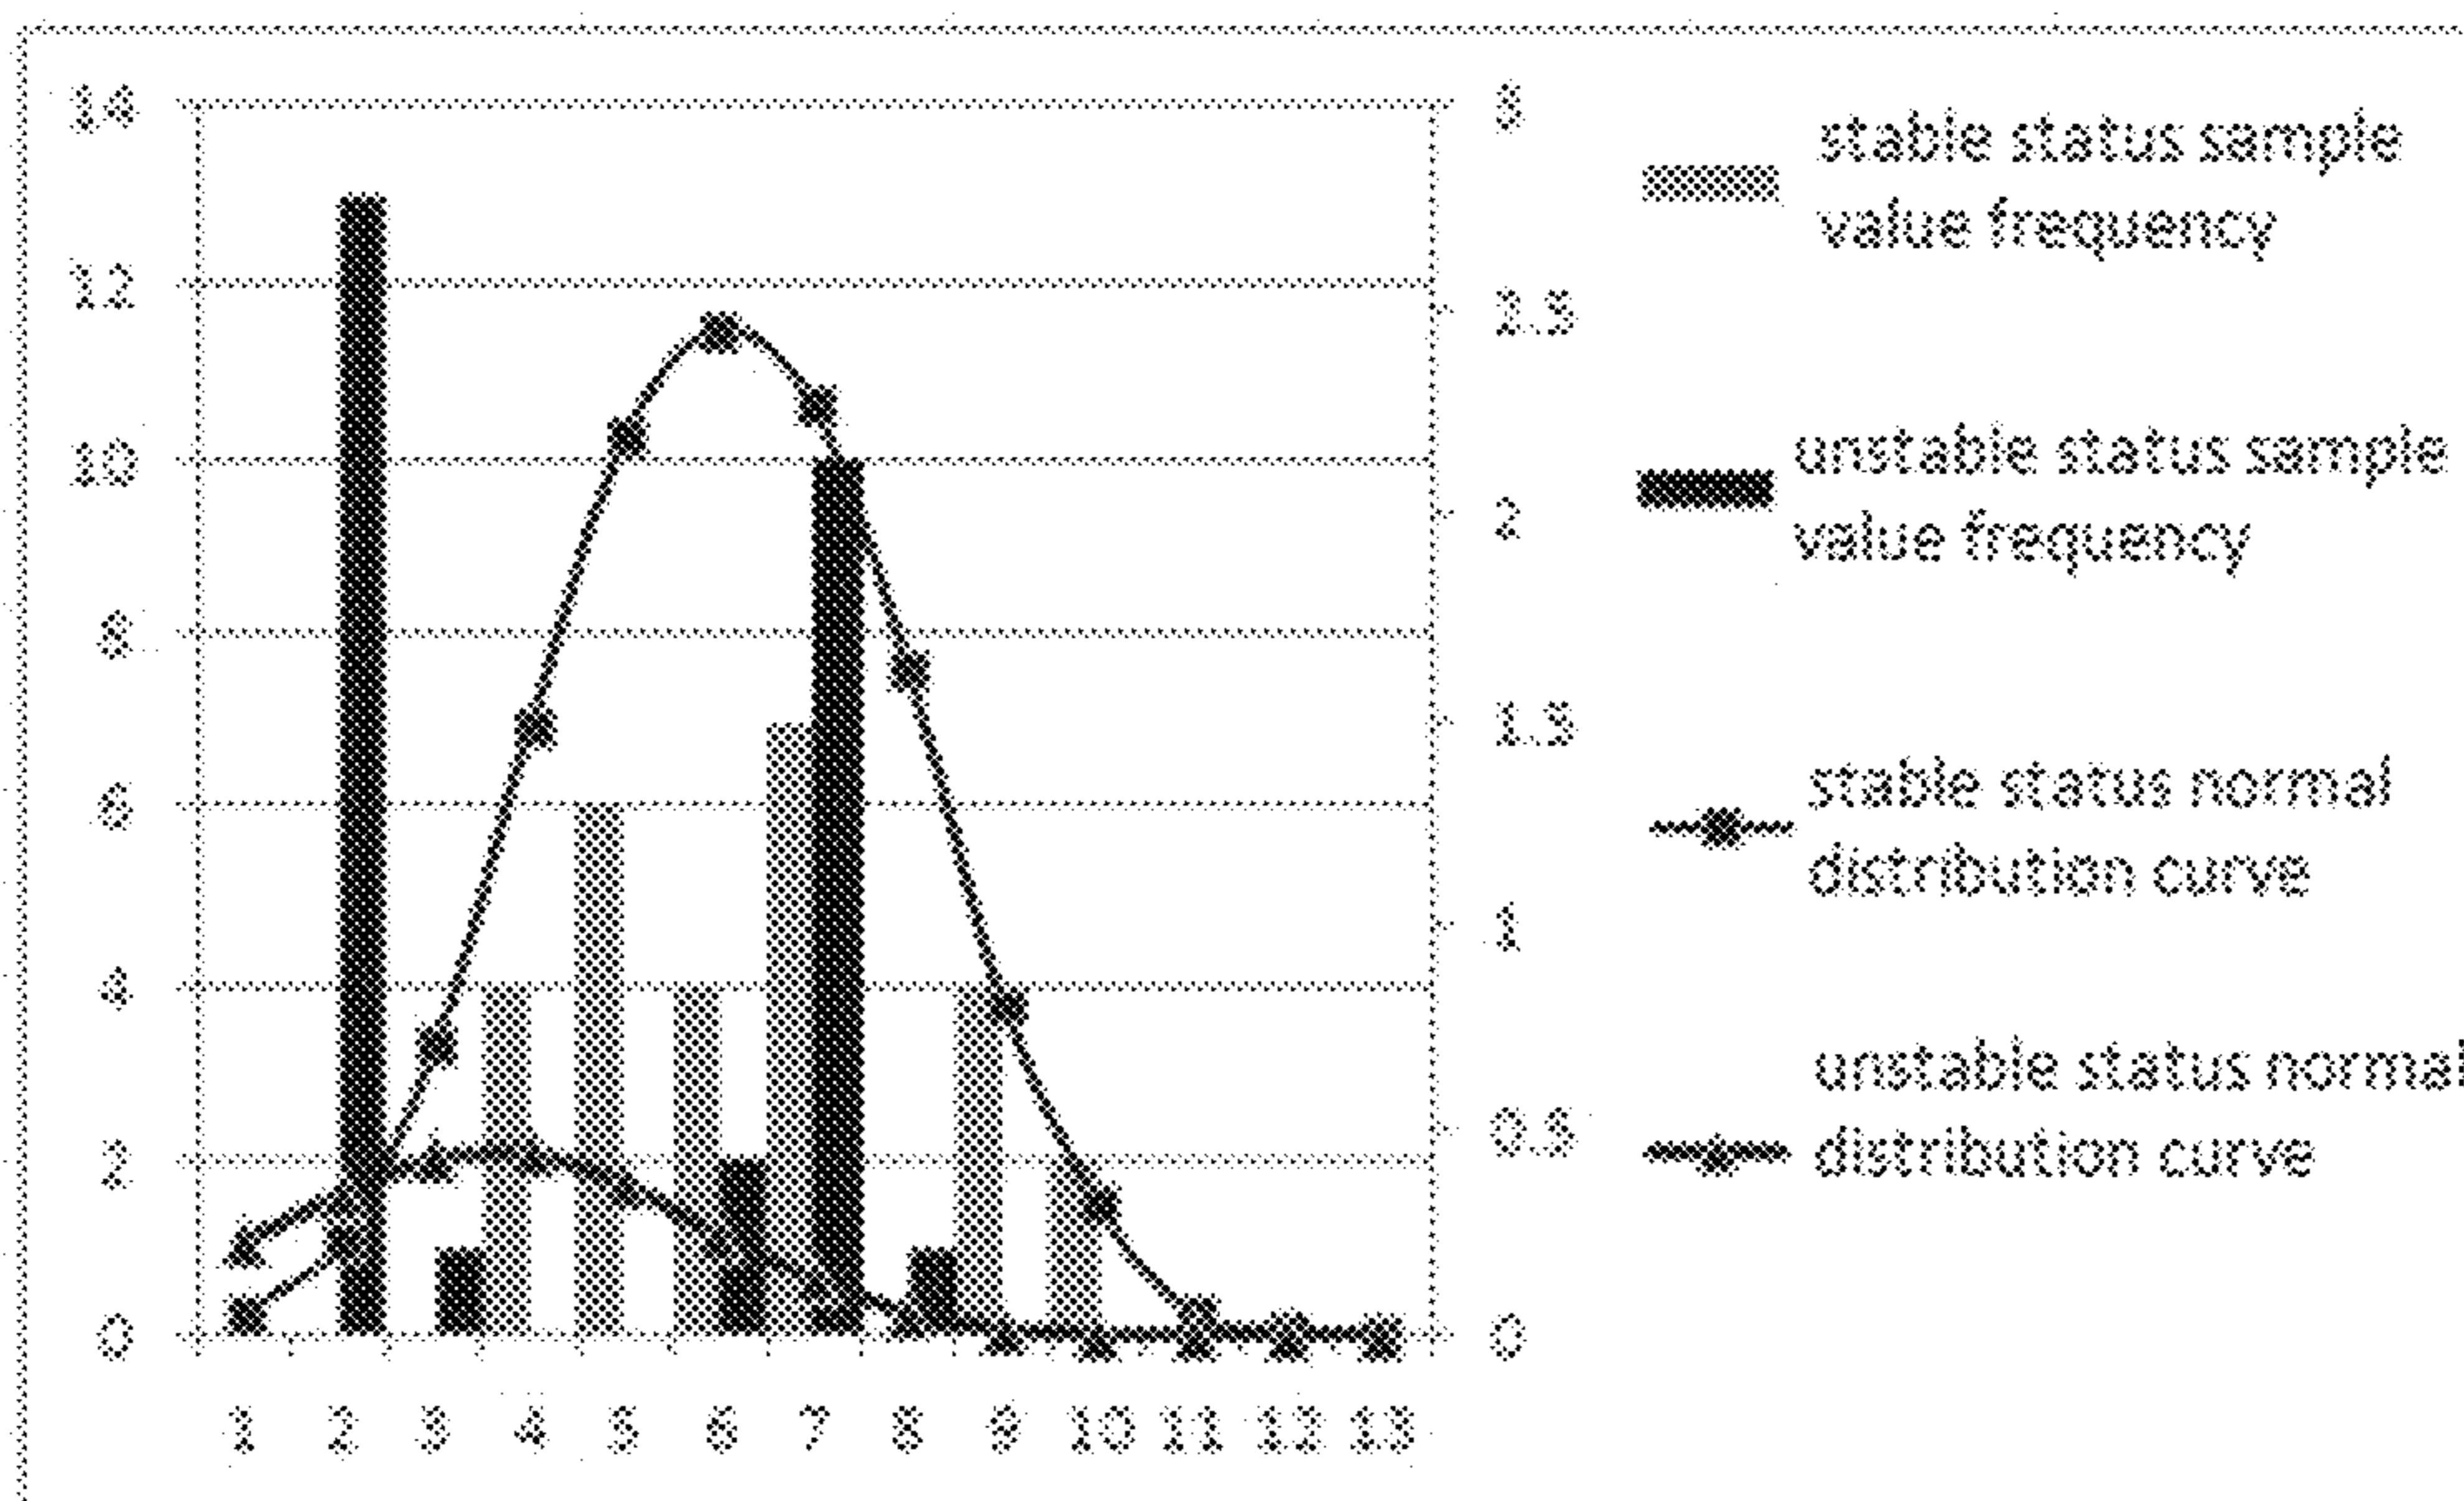 14
12
10
8
6
4
2
0
3
2.5
2
1.5
1
0.5
0
1 2 3 4 5 6 7 8 9 10 11 12 13
stable status sample
value frequency
unstable status sample
value frequency
stable status normal
distribution curve
unstable status normal
distribution curve